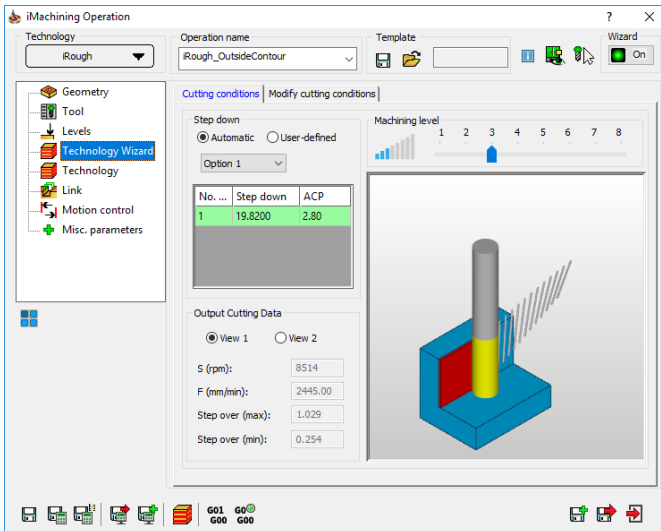 iMachining Operation
?
Technology
Operation name
Template
Wizard
iRough
iRough_OutsideContour
On
Geometry
Tool
Levels
Technology Wizard
Technology
Link
Motion control
Misc. parameters
Cutting conditions
Modify cutting conditions
Step down
Automatic
User-defined
Option 1
No. ...
Step down
ACP
1
19.8200
2.80
Machining level
1 2 3 4 5 6 7 8
Output Cutting Data
View 1
View 2
S (rpm):
8514
F (mm/min):
2445.00
Step over (max):
1.029
Step over (min):
0.254
G01
G00
G0
G00